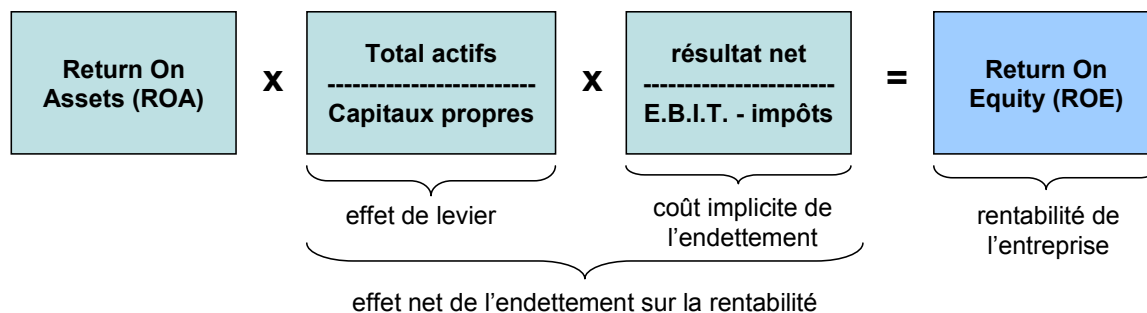 Return On
Assets (ROA)
x
Total actifs
-------------------------
Capitaux propres
x
résultat net
------------------------
E.B.I.T. - impôts
=
Return On
Equity (ROE)
effet de levier
coût implicite de
l’endettement
rentabilité de
l’entreprise
effet net de l’endettement sur la rentabilité